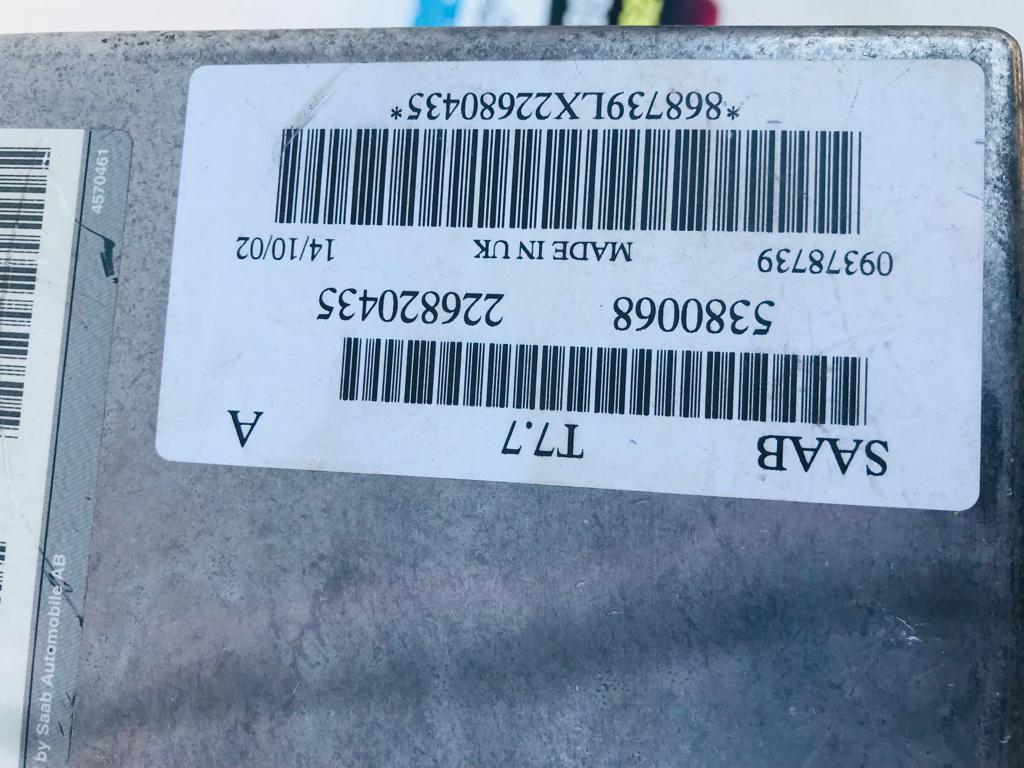 SAAB T7.7 A
5380068 226820435
09378739 MADE IN UK 14/10/02
*868739LX22680435*
4570461
by Saab Automobile AB